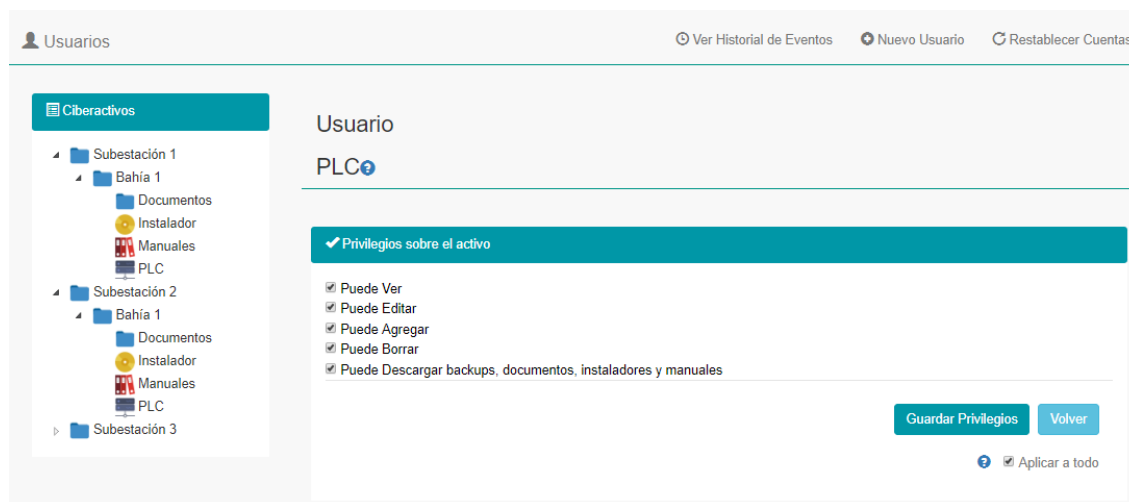 Usuarios
Ver Historial de Eventos
Nuevo Usuario
Restablecer Cuentas
Ciberactivos
Subestación 1
Bahía 1
Documentos
Instalador
Manuales
PLC
Subestación 2
Bahía 1
Documentos
Instalador
Manuales
PLC
Subestación 3
Usuario
PLC
Privilegios sobre el activo
Puede Ver
Puede Editar
Puede Agregar
Puede Borrar
Puede Descargar backups, documentos, instaladores y manuales
Guardar Privilegios
Volver
Aplicar a todo